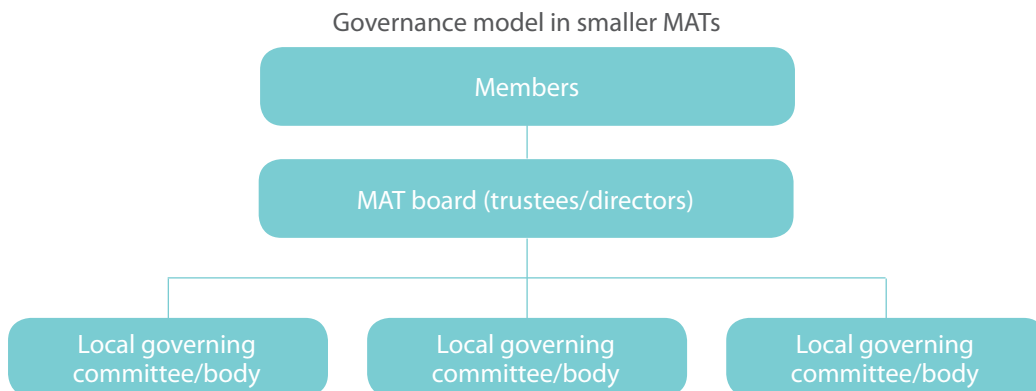 Governance model in smaller MATs
Members
MAT board (trustees/directors)
Local governing
committee/body
Local governing
committee/body
Local governing
committee/body